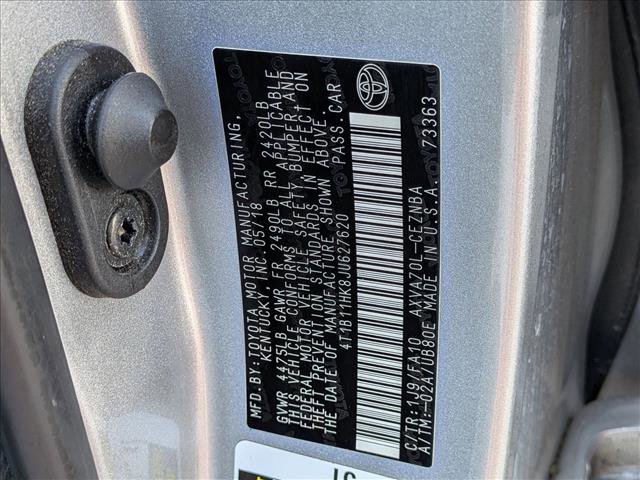 MFD.BY:TOYOTA MOTOR MANUFACTURING,
KENTUCKY, INC. 05/18
GVWR 4475LB GAWR FR 2490LB RR 2420LB
THIS VEHICLE CONFORMS TO ALL APPLICABLE
FEDERAL MOTOR VEHICLE SAFETY, BUMPER, AND
THEFT PREVENTION STANDARDS IN EFFECT ON
THE DATE OF MANUFACTURE SHOWN ABOVE.
4T1B11HK8JU627620 PASS. CAR
C/TR:1J9/FA10 AXVA70L-CEZNBA
A/TM:-02A/UB80E MADE IN U.S.A. 73363